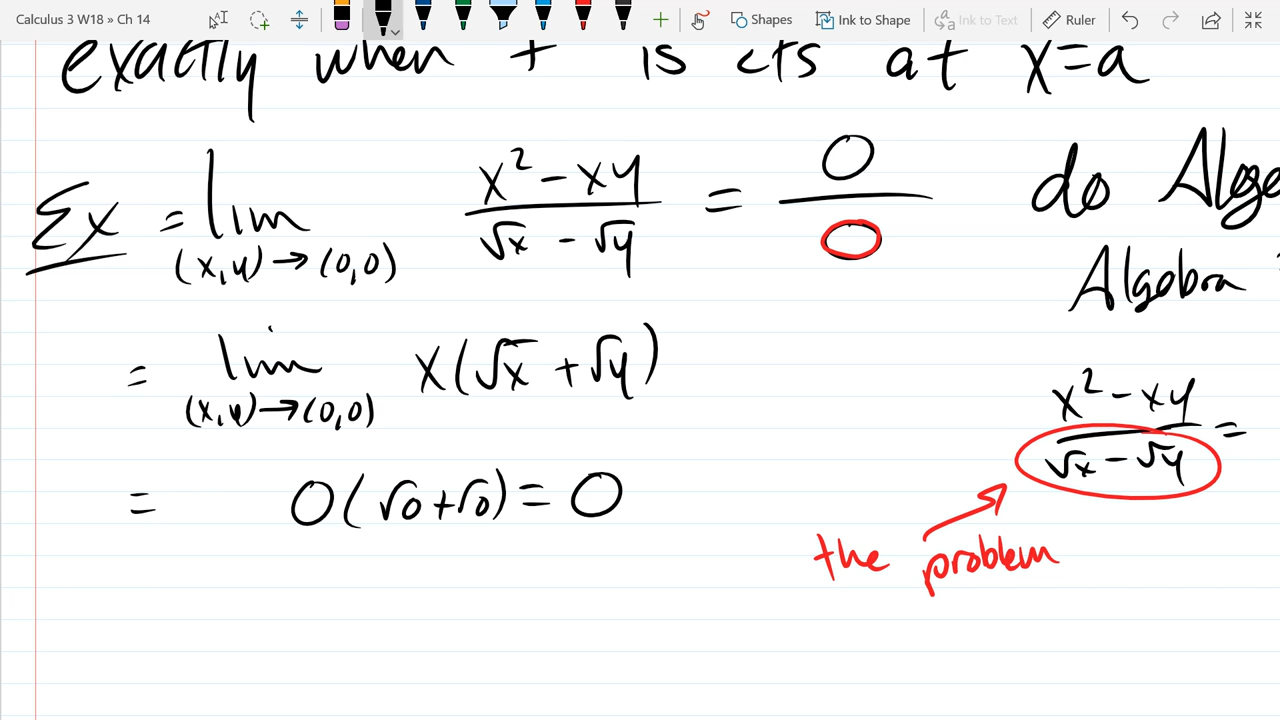 Calculus 3 W18 » Ch 14
Shapes Ink to Shape Ink to Text Ruler
exactly when f is cts at x=a
Ex = lim (x,y)→(0,0) x² - xy / √x - √y = 0/0 do Alge
Algebra
= lim (x,y)→(0,0) x(√x + √y)
x² - xy / √x - √y =
= 0(√0+√0) = 0
the problem